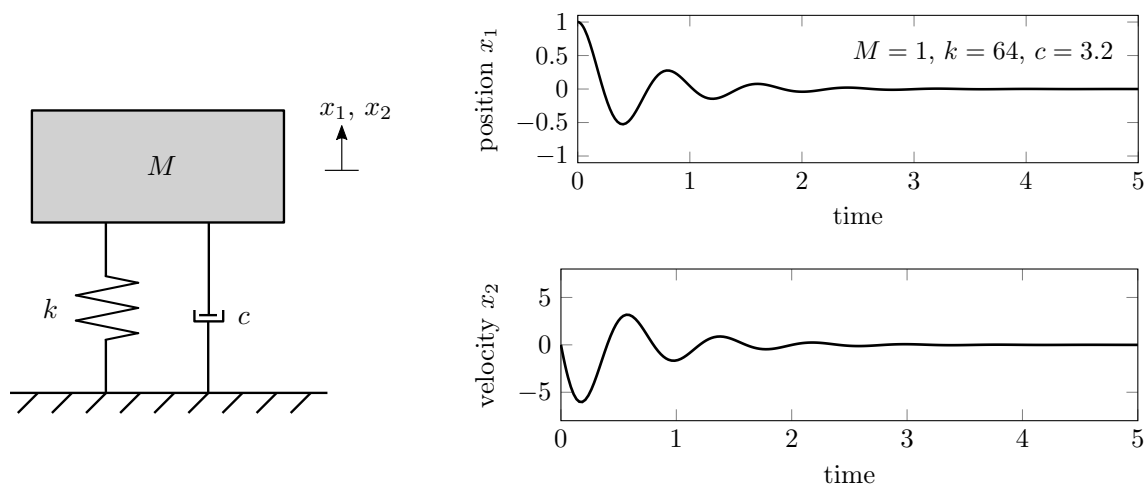 x₁, x₂
M
k
c
position x₁
1
0.5
0
−0.5
−1
M = 1, k = 64, c = 3.2
0 1 2 3 4 5
time
velocity x₂
5
0
−5
0 1 2 3 4 5
time